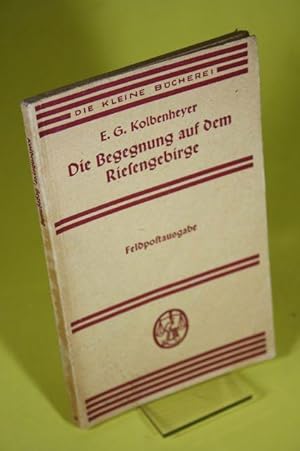 DIE KLEINE BÜCHEREI
E. G. Kolbenheyer
Die Begegnung auf dem
Riesengebirge
Feldpostausgabe